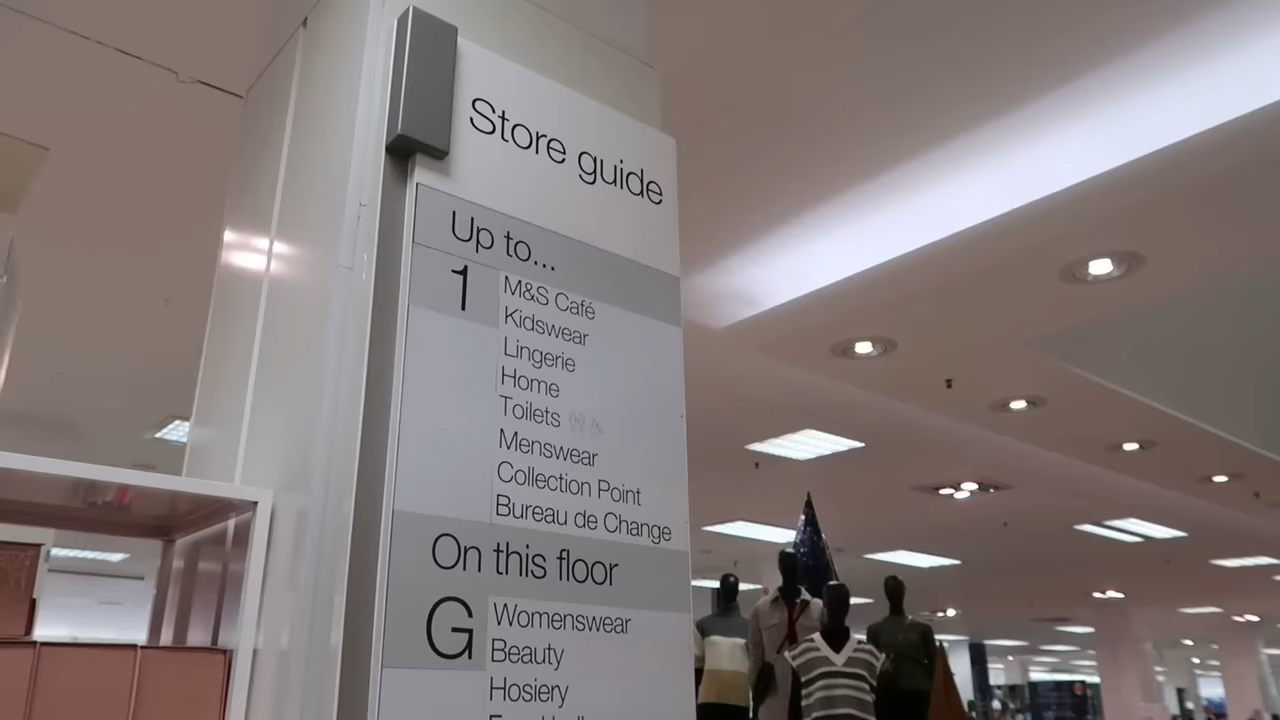 Store guide
Up to...
1
M&S Café
Kidswear
Lingerie
Home
Toilets
Menswear
Collection Point
Bureau de Change
On this floor
G
Womenswear
Beauty
Hosiery